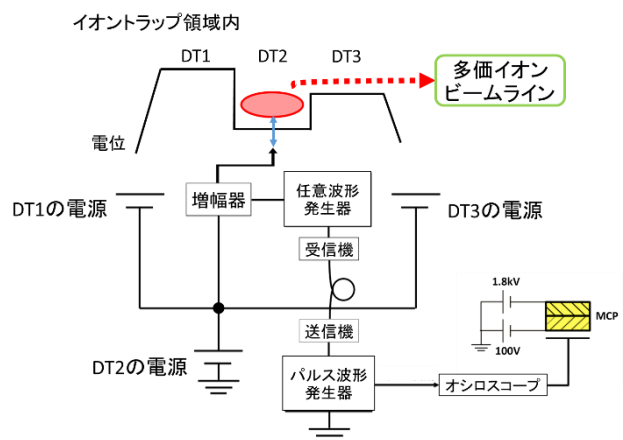 イオントラップ領域内
DT1 DT2 DT3
多価イオン
ビームライン
電位
DT1の電源
増幅器
任意波形
発生器
DT3の電源
受信機
1.8kV
MCP
100V
送信機
DT2の電源
パルス波形
発生器
オシロスコープ